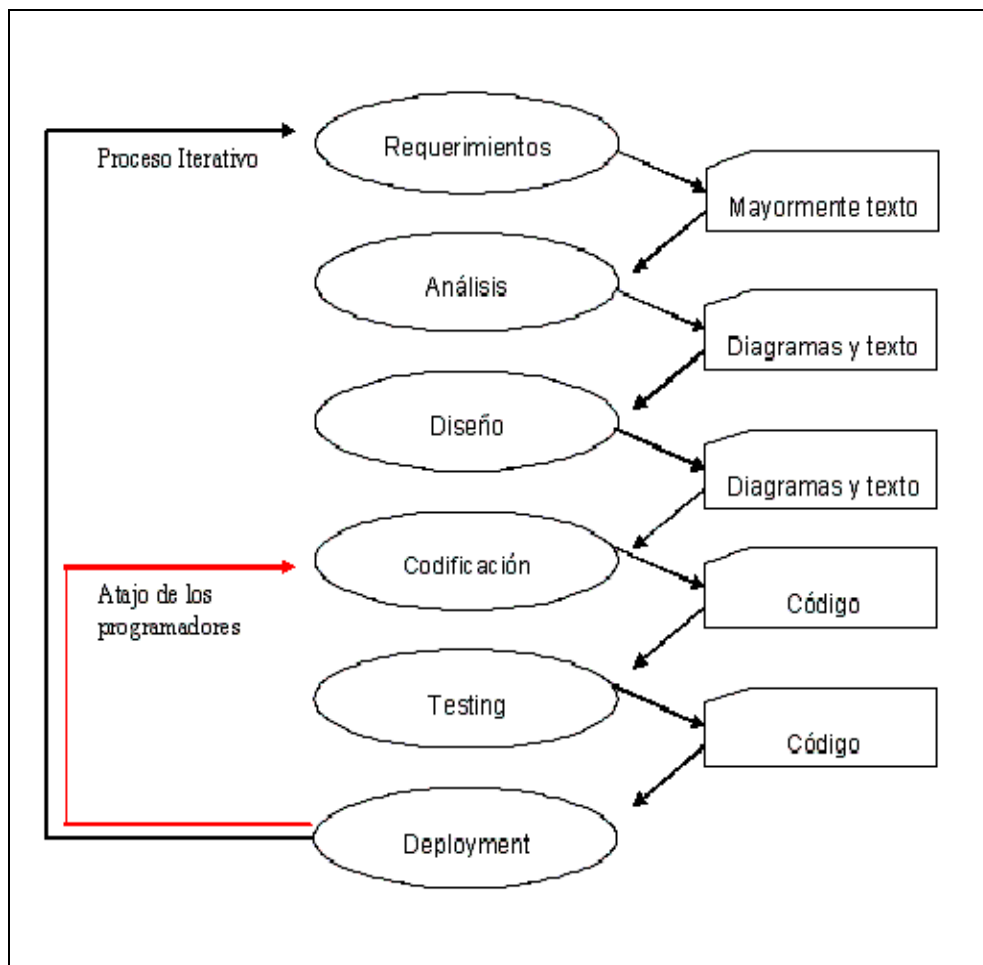 Requerimientos
Proceso Iterativo
Mayormente texto
Análisis
Diagramas y texto
Diseño
Diagramas y texto
Codificación
Atajo de los
programadores
Código
Testing
Código
Deployment